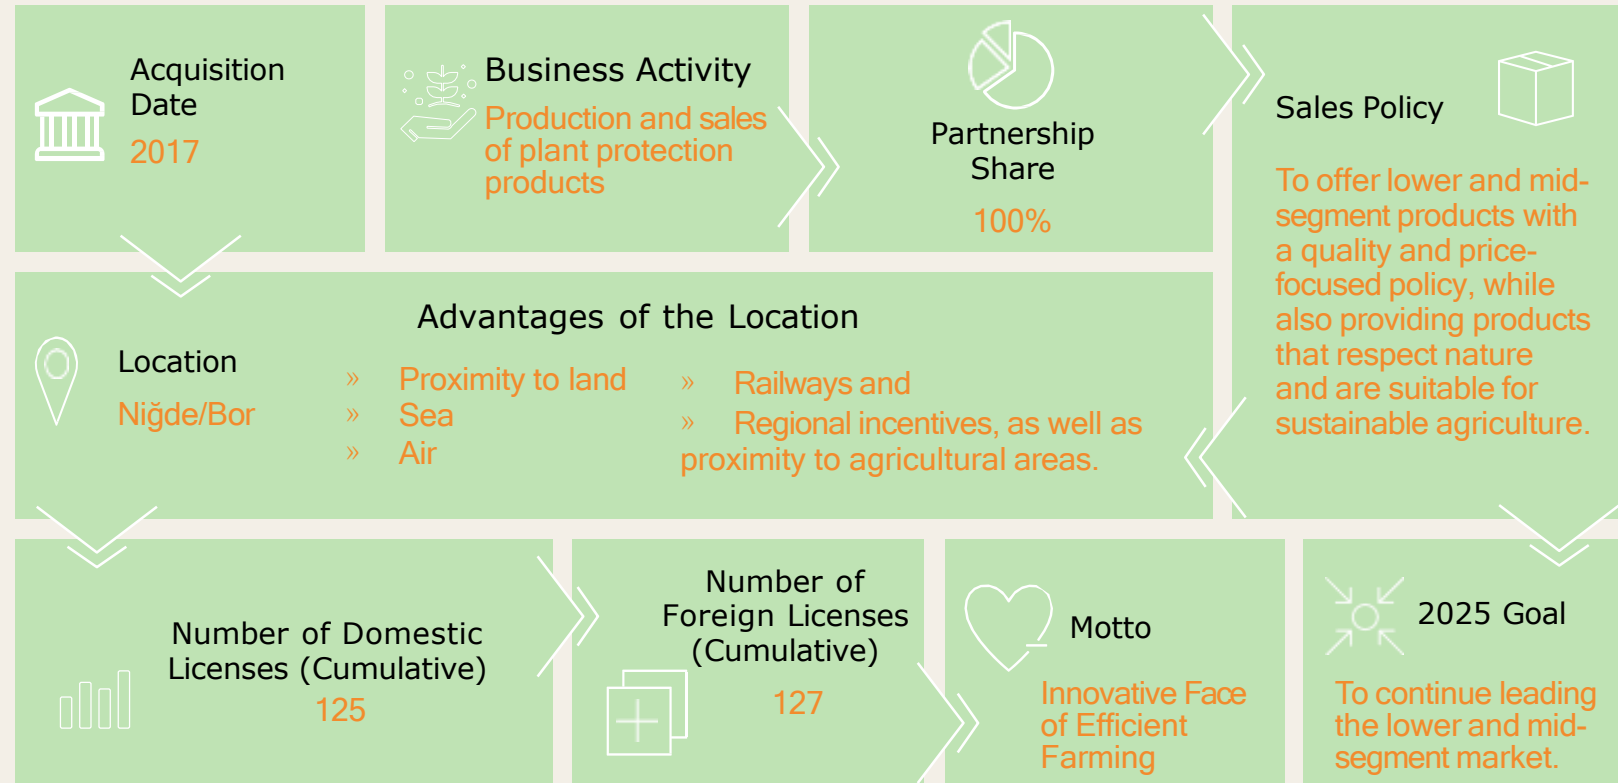 Acquisition
Date
2017
Business Activity
Production and sales
of plant protection
products
Partnership
Share
100%
Sales Policy
To offer lower and mid-
segment products with
a quality and price-
focused policy, while
also providing products
that respect nature
and are suitable for
sustainable agriculture.
Location
Niğde/Bor
Advantages of the Location
» Proximity to land
» Sea
» Air
» Railways and
» Regional incentives, as well as
proximity to agricultural areas.
Number of Domestic
Licenses (Cumulative)
125
Number of
Foreign Licenses
(Cumulative)
127
Motto
Innovative Face
of Efficient
Farming
2025 Goal
To continue leading
the lower and mid-
segment market.